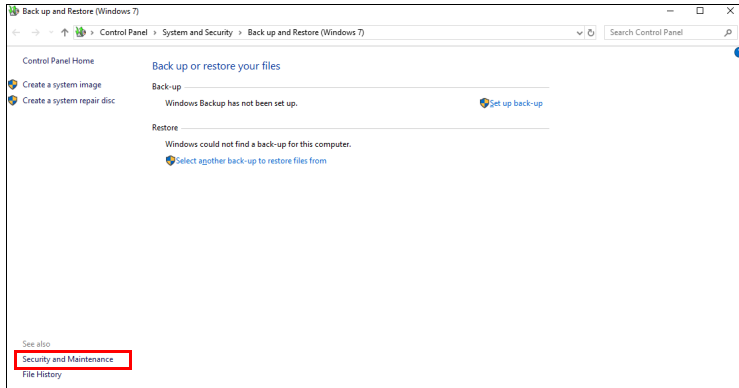 Back up and Restore (Windows 7)
Control Panel > System and Security > Back up and Restore (Windows 7)
Search Control Panel
Control Panel Home
Create a system image
Create a system repair disc
Back up or restore your files
Back-up
Windows Backup has not been set up.
Set up back-up
Restore
Windows could not find a back-up for this computer.
Select another back-up to restore files from
See also
Security and Maintenance
File History